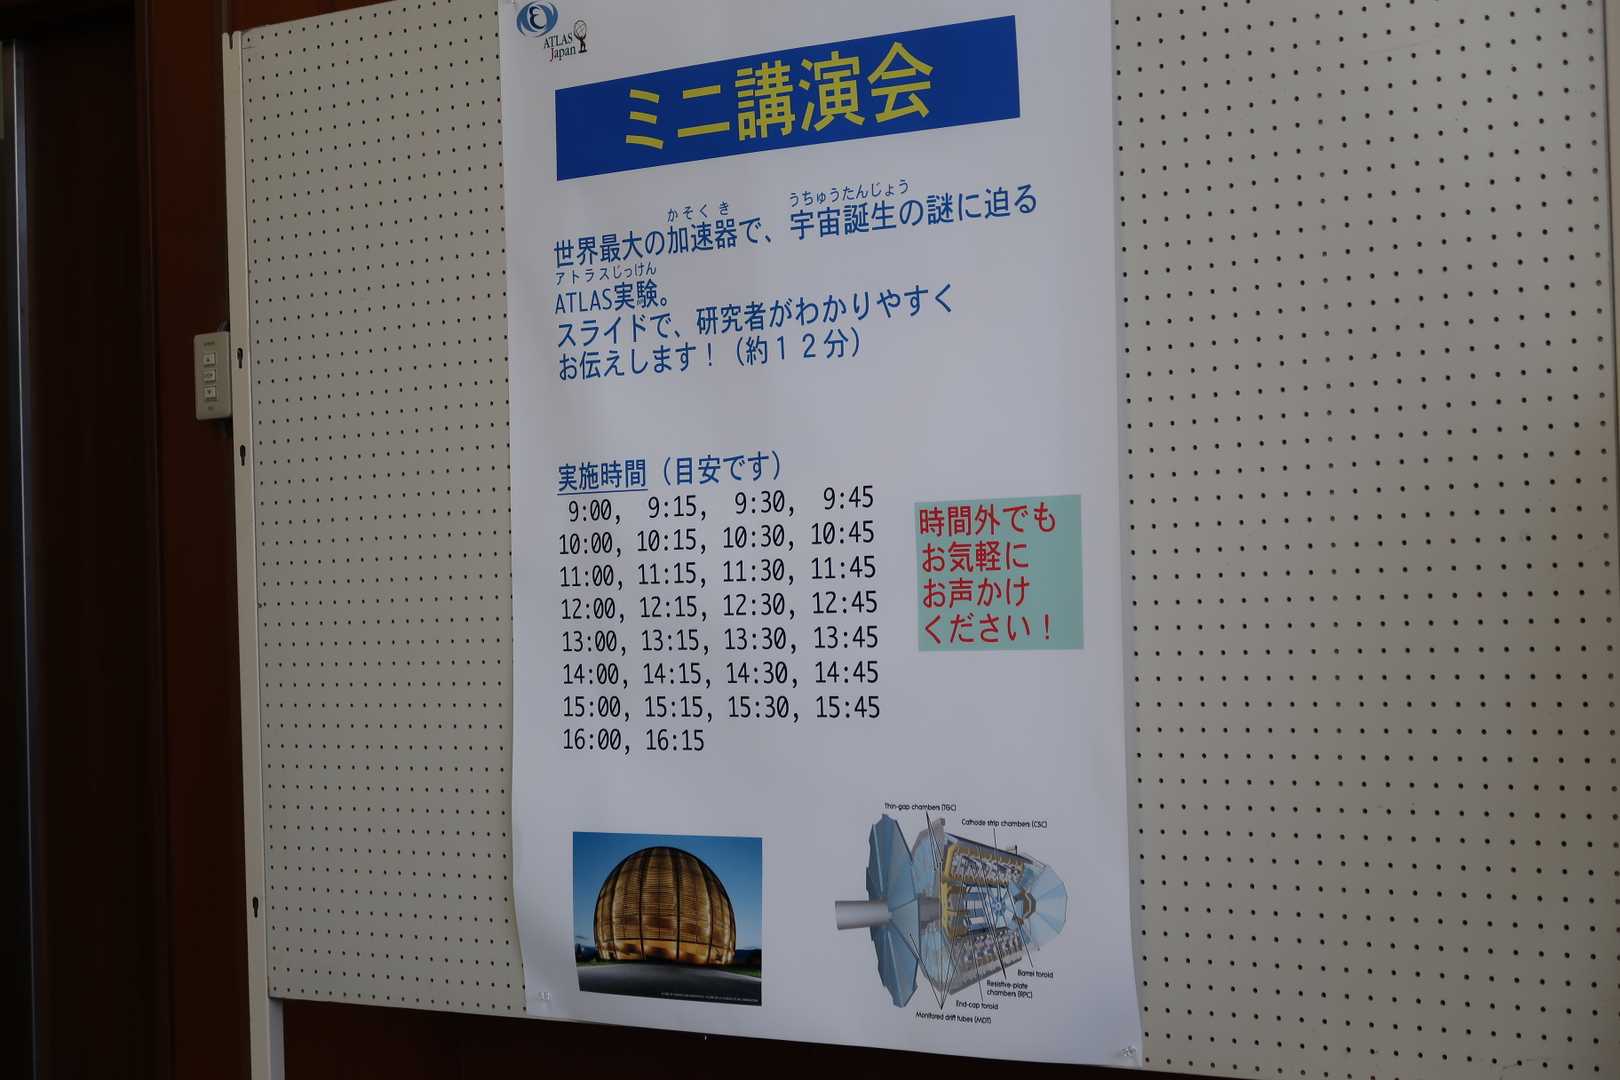 ATLAS
Japan
ミニ講演会
かそくき
うちゅうたんじょう
世界最大の加速器で、宇宙誕生の謎に迫る
アトラスじっけん
ATLAS実験。
スライドで、研究者がわかりやすく
お伝えします！（約１２分）
実施時間（目安です）
9:00, 9:15, 9:30, 9:45
10:00, 10:15, 10:30, 10:45
11:00, 11:15, 11:30, 11:45
12:00, 12:15, 12:30, 12:45
13:00, 13:15, 13:30, 13:45
14:00, 14:15, 14:30, 14:45
15:00, 15:15, 15:30, 15:45
16:00, 16:15
時間外でも
お気軽に
お声かけ
ください！
Thin-gap chambers (TGC)
Cathode strip chambers (CSC)
Barrel toroid
Resistive-plate
chambers (RPC)
End-cap toroid
Monitored drift tubes (MDT)